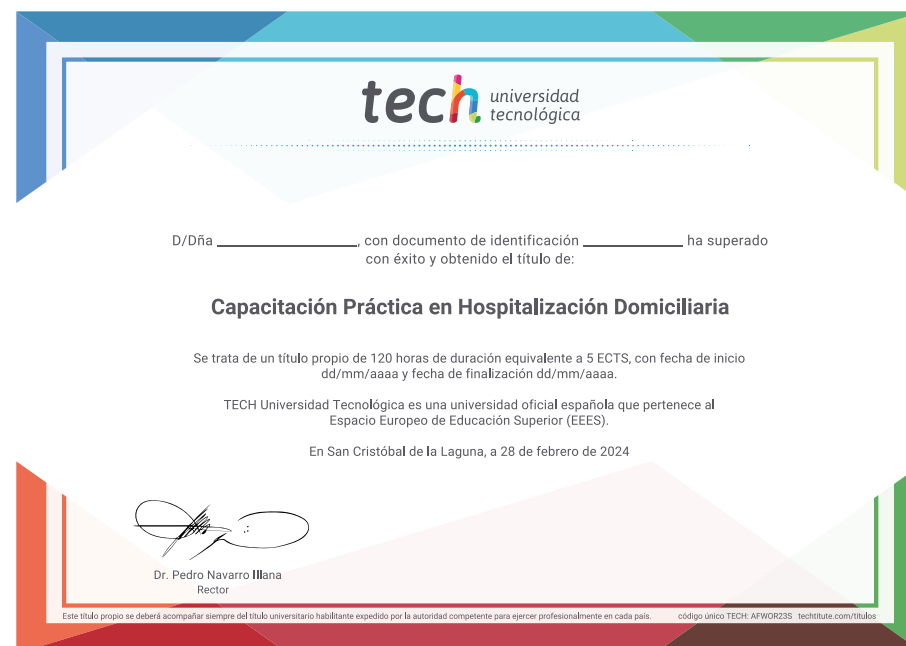 tech universidad
tecnológica
D/Dña ____________________, con documento de identificación ______________ ha superado
con éxito y obtenido el título de:
Capacitación Práctica en Hospitalización Domiciliaria
Se trata de un título propio de 120 horas de duración equivalente a 5 ECTS, con fecha de inicio
dd/mm/aaaa y fecha de finalización dd/mm/aaaa.
TECH Universidad Tecnológica es una universidad oficial española que pertenece al
Espacio Europeo de Educación Superior (EEES).
En San Cristóbal de la Laguna, a 28 de febrero de 2024
Dr. Pedro Navarro Illana
Rector
Este título propio se deberá acompañar siempre del título universitario habilitante expedido por la autoridad competente para ejercer profesionalmente en cada país. código único TECH: AFWOR23S techtitute.com/titulos